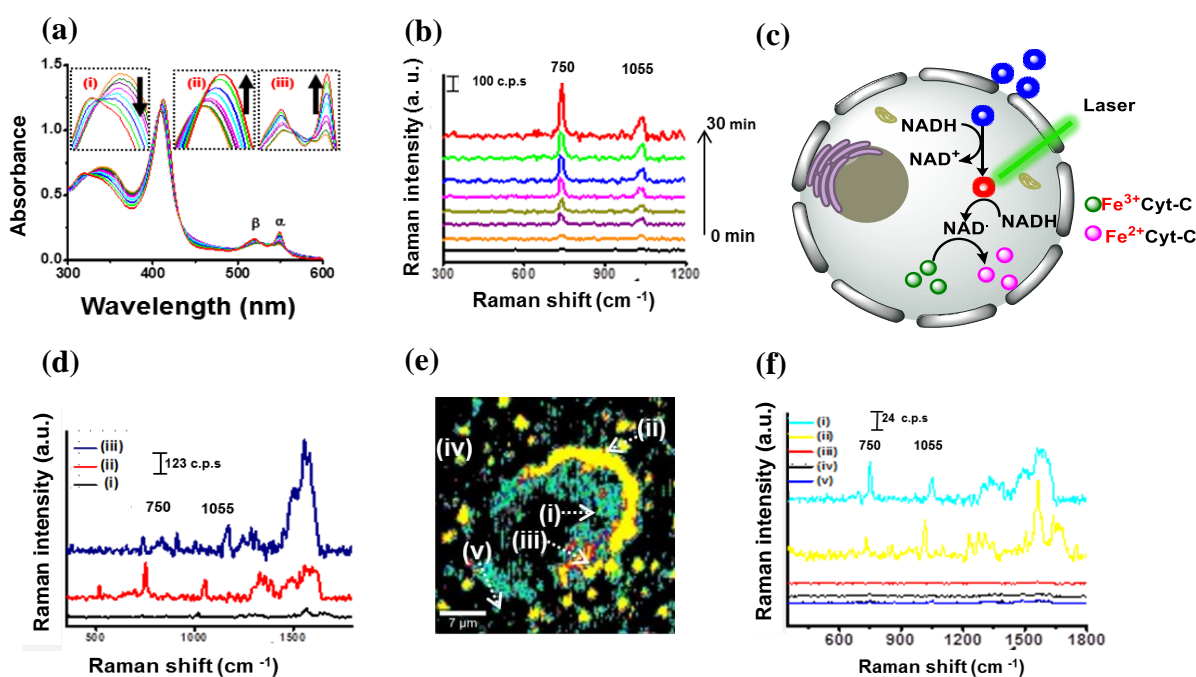 (a)
Absorbance
1.5
1.0
0.5
0.0
(i)
(ii)
(iii)
β
α
300
400
500
600
Wavelength (nm)
(b)
Raman intensity (a. u.)
100 c.p.s
750
1055
30 min
0 min
300
600
900
1200
Raman shift (cm -1)
(c)
Laser
NADH
NAD+
NADH
NAD·
Fe3+Cyt-C
Fe2+Cyt-C
(d)
Raman intensity (a.u.)
(iii)
(ii)
(i)
123 c.p.s
750
1055
500
1000
1500
Raman shift (cm -1)
(e)
(iv)
(ii)
(i)
(iii)
(v)
7 µm
(f)
Raman intensity (a.u.)
(i)
(ii)
(iii)
(iv)
(v)
24 c.p.s
750
1055
600
900
1200
1500
1800
Raman shift (cm -1)